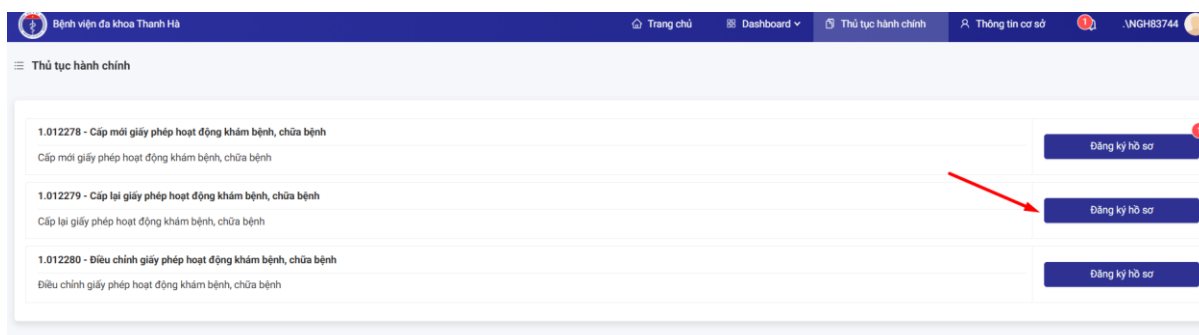 Bệnh viện đa khoa Thanh Hà
Trang chủ
Dashboard
Thủ tục hành chính
Thông tin cơ sở
1
.\NGH83744
Thủ tục hành chính
1.012278 - Cấp mới giấy phép hoạt động khám bệnh, chữa bệnh
Cấp mới giấy phép hoạt động khám bệnh, chữa bệnh
Đăng ký hồ sơ
1.012279 - Cấp lại giấy phép hoạt động khám bệnh, chữa bệnh
Cấp lại giấy phép hoạt động khám bệnh, chữa bệnh
Đăng ký hồ sơ
1.012280 - Điều chỉnh giấy phép hoạt động khám bệnh, chữa bệnh
Điều chỉnh giấy phép hoạt động khám bệnh, chữa bệnh
Đăng ký hồ sơ